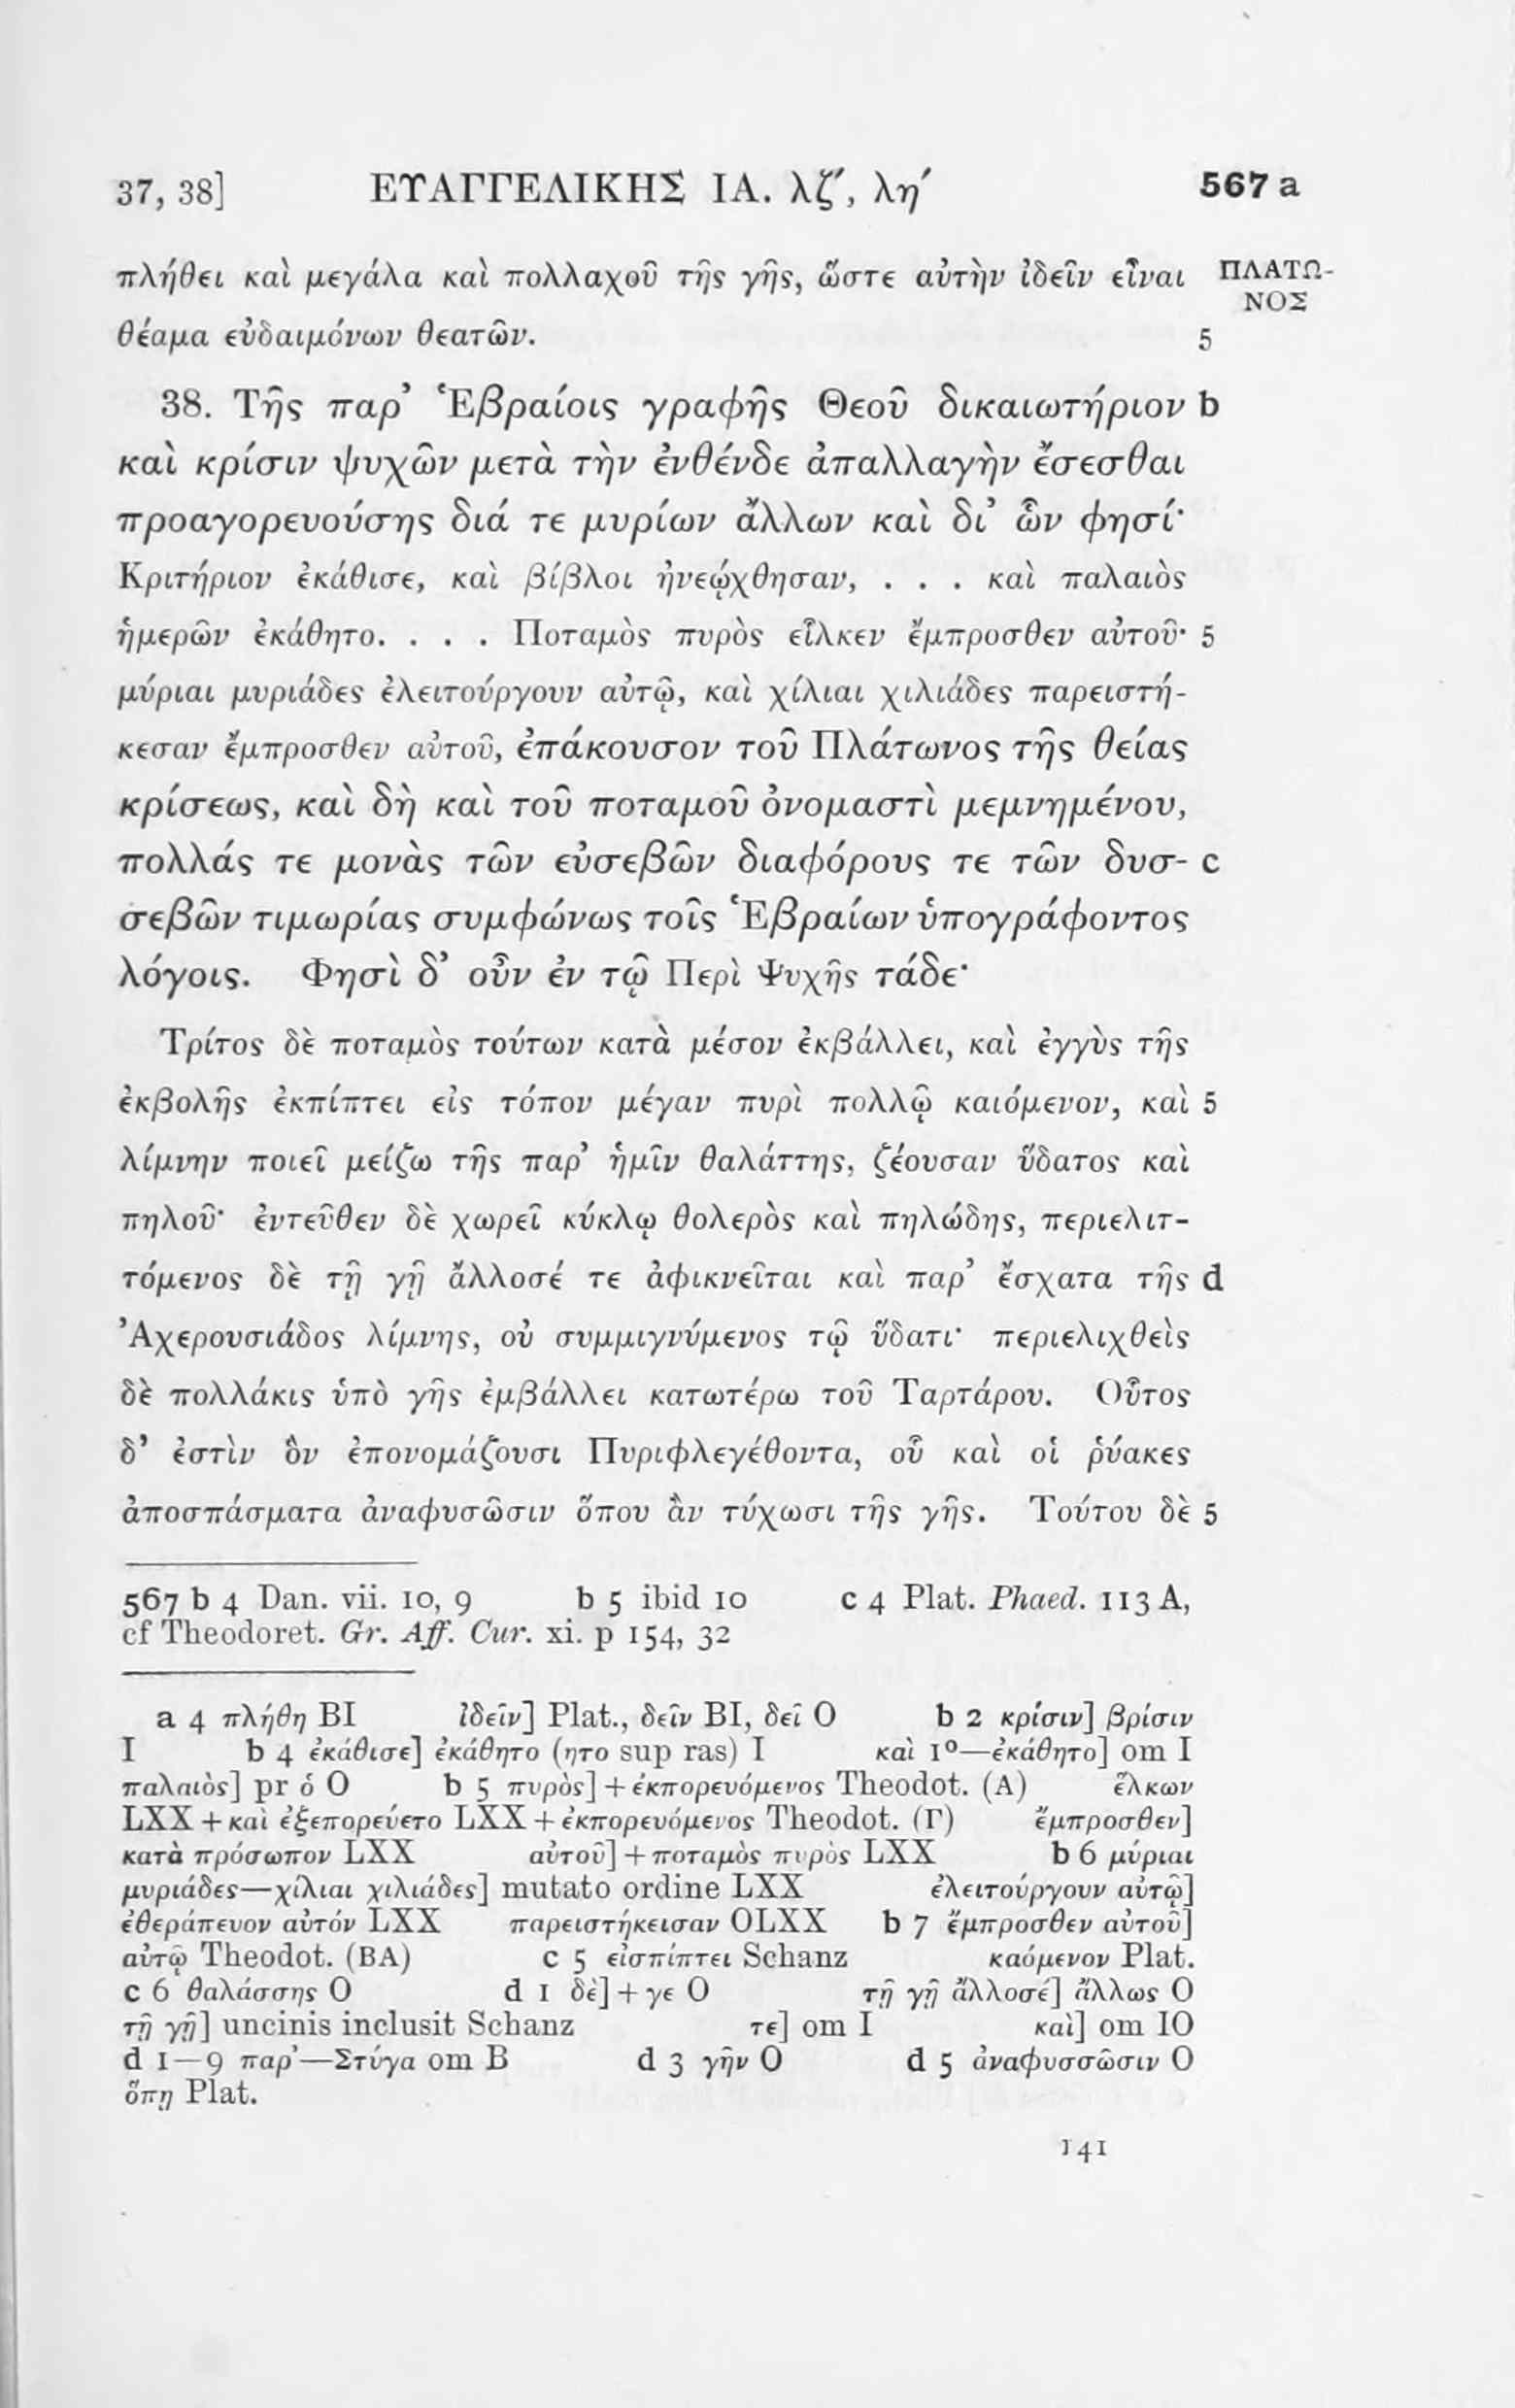 37, 38] ΕΥΑΓΓΕΛΙΚΗΣ ΙΑ. λζ′, λη′ 567 a
πλήθει καὶ μεγάλα καὶ πολλαχοῦ τῆς γῆς, ὥστε αὐτὴν ἰδεῖν εἶναι ΠΛΑΤΩ-
ΝΟΣ
θέαμα εὐδαιμόνων θεατῶν. 5
38. Τῆς παρ’ Ἑβραίοις γραφῆς Θεοῦ δικαιωτήριον b
καὶ κρίσιν ψυχῶν μετὰ τὴν ἐνθένδε ἀπαλλαγὴν ἔσεσθαι
προαγορευούσης διά τε μυρίων ἄλλων καὶ δι’ ὧν φησί·
Κριτήριον ἐκάθισε, καὶ βίβλοι ἠνεῴχθησαν, . . . καὶ παλαιὸς
ἡμερῶν ἐκάθητο. . . . Ποταμὸς πυρὸς εἷλκεν ἔμπροσθεν αὐτοῦ· 5
μύριαι μυριάδες ἐλειτούργουν αὐτῷ, καὶ χίλιαι χιλιάδες παρειστή-
κεσαν ἔμπροσθεν αὐτοῦ, ἐπάκουσον τοῦ Πλάτωνος τῆς θείας
κρίσεως, καὶ δὴ καὶ τοῦ ποταμοῦ ὀνομαστὶ μεμνημένου,
πολλάς τε μονὰς τῶν εὐσεβῶν διαφόρους τε τῶν δυσ- c
σεβῶν τιμωρίας συμφώνως τοῖς Ἑβραίων ὑπογράφοντος
λόγοις. Φησὶ δ’ οὖν ἐν τῷ Περὶ Ψυχῆς τάδε·
Τρίτος δὲ ποταμὸς τούτων κατὰ μέσον ἐκβάλλει, καὶ ἐγγὺς τῆς
ἐκβολῆς ἐκπίπτει εἰς τόπον μέγαν πυρὶ πολλῷ καιόμενον, καὶ 5
λίμνην ποιεῖ μείζω τῆς παρ’ ἡμῖν θαλάττης, ζέουσαν ὕδατος καὶ
πηλοῦ· ἐντεῦθεν δὲ χωρεῖ κύκλῳ θολερὸς καὶ πηλώδης, περιελιτ-
τόμενος δὲ τῇ γῇ ἄλλοσέ τε ἀφικνεῖται καὶ παρ’ ἔσχατα τῆς d
Ἀχερουσιάδος λίμνης, οὐ συμμιγνύμενος τῷ ὕδατι· περιελιχθεὶς
δὲ πολλάκις ὑπὸ γῆς ἐμβάλλει κατωτέρω τοῦ Ταρτάρου. Οὗτος
δ’ ἐστὶν ὃν ἐπονομάζουσι Πυριφλεγέθοντα, οὗ καὶ οἱ ῥύακες
ἀποσπάσματα ἀναφυσῶσιν ὅπου ἂν τύχωσι τῆς γῆς. Τούτου δὲ 5
567 b 4 Dan. vii. 10, 9 b 5 ibid 10 c 4 Plat. Phaed. 113 A,
cf Theodoret. Gr. Aff. Cur. xi. p 154, 32
a 4 πλήθη BI ἰδεῖν] Plat., δεῖν BI, δεῖ O b 2 κρίσιν] βρίσιν
I b 4 ἐκάθισε] ἐκάθητο (ητο sup ras) I καὶ 1º—ἐκάθητο] om I
παλαιὸς] pr ὁ O b 5 πυρὸς] + ἐκπορευόμενος Theodot. (A) ἕλκων
LXX + καὶ ἐξεπορεύετο LXX + ἐκπορευόμενος Theodot. (Γ) ἔμπροσθεν]
κατὰ πρόσωπον LXX αὐτοῦ] + ποταμὸς πυρὸς LXX b 6 μύριαι
μυριάδες—χίλιαι χιλιάδες] mutato ordine LXX ἐλειτούργουν αὐτῷ]
ἐθεράπευον αὐτόν LXX παρειστήκεισαν OLXX b 7 ἔμπροσθεν αὐτοῦ]
αὐτῷ Theodot. (BA) c 5 εἰσπίπτει Schanz καόμενον Plat.
c 6 θαλάσσης O d 1 δὲ] + γε O τῇ γῇ ἄλλοσέ] ἄλλως O
τῇ γῇ] uncinis inclusit Schanz τε] om I καὶ] om IO
d 1—9 παρ’—Στύγα om B d 3 γῆν O d 5 ἀναφυσσῶσιν O
ὅπῃ Plat.
141